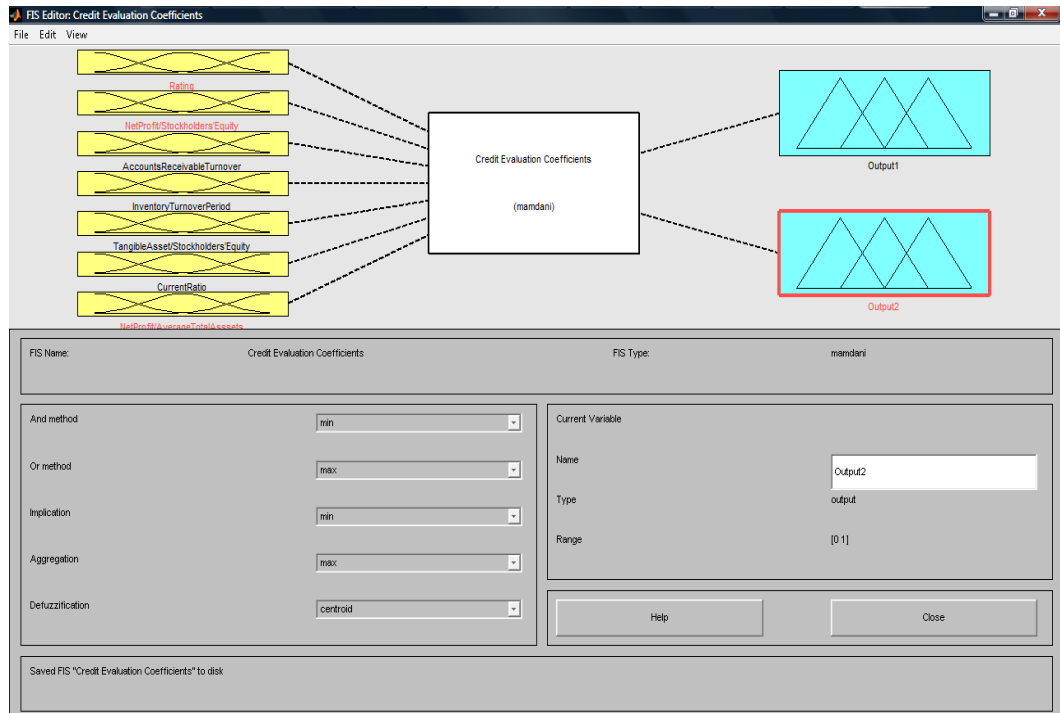 FIS Editor: Credit Evaluation Coefficients
File Edit View
Rating
NetProfit/Stockholders'Equity
AccountsReceivableTurnover
InventoryTurnoverPeriod
TangibleAsset/Stockholders'Equity
CurrentRatio
NetProfit/AverageTotalAsssets
Credit Evaluation Coefficients
(mamdani)
Output1
Output2
FIS Name: Credit Evaluation Coefficients FIS Type: mamdani
And method min
Or method max
Implication min
Aggregation max
Defuzzification centroid
Current Variable
Name Output2
Type output
Range [0 1]
Help Close
Saved FIS "Credit Evaluation Coefficients" to disk